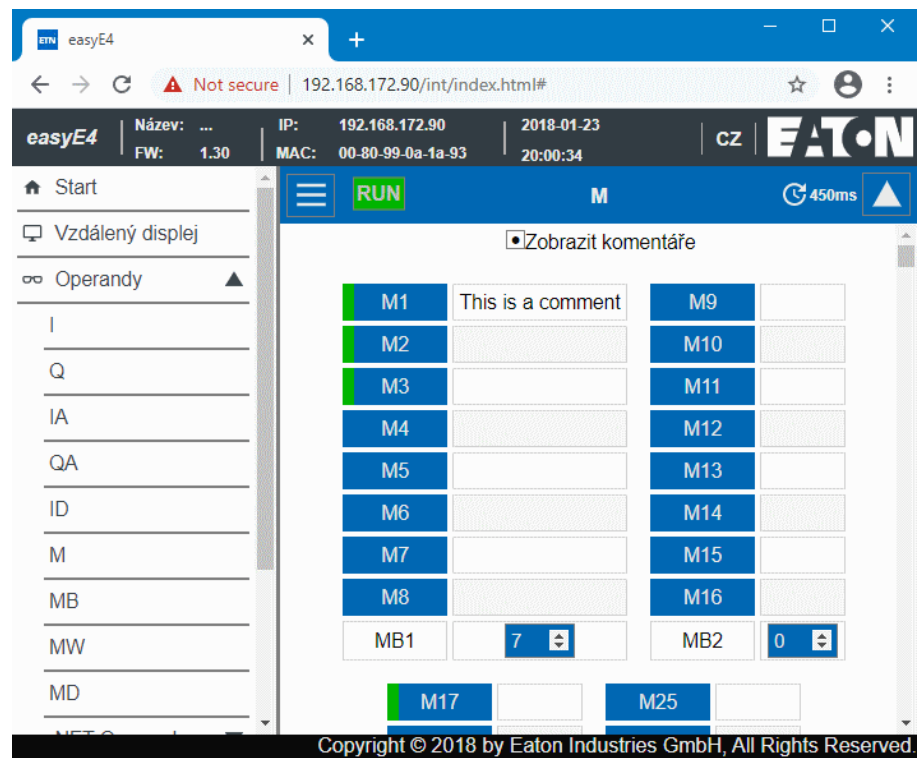 ETN easyE4
Not secure | 192.168.172.90/int/index.html#
easyE4
Název: ...
FW: 1.30
IP: 192.168.172.90
MAC: 00-80-99-0a-1a-93
2018-01-23
20:00:34
CZ
EATON
Start
Vzdálený displej
Operandy
I
Q
IA
QA
ID
M
MB
MW
MD
RUN
M
450ms
Zobrazit komentáře
M1 This is a comment M9
M2 M10
M3 M11
M4 M12
M5 M13
M6 M14
M7 M15
M8 M16
MB1 7 MB2 0
M17 M25
Copyright © 2018 by Eaton Industries GmbH, All Rights Reserved.